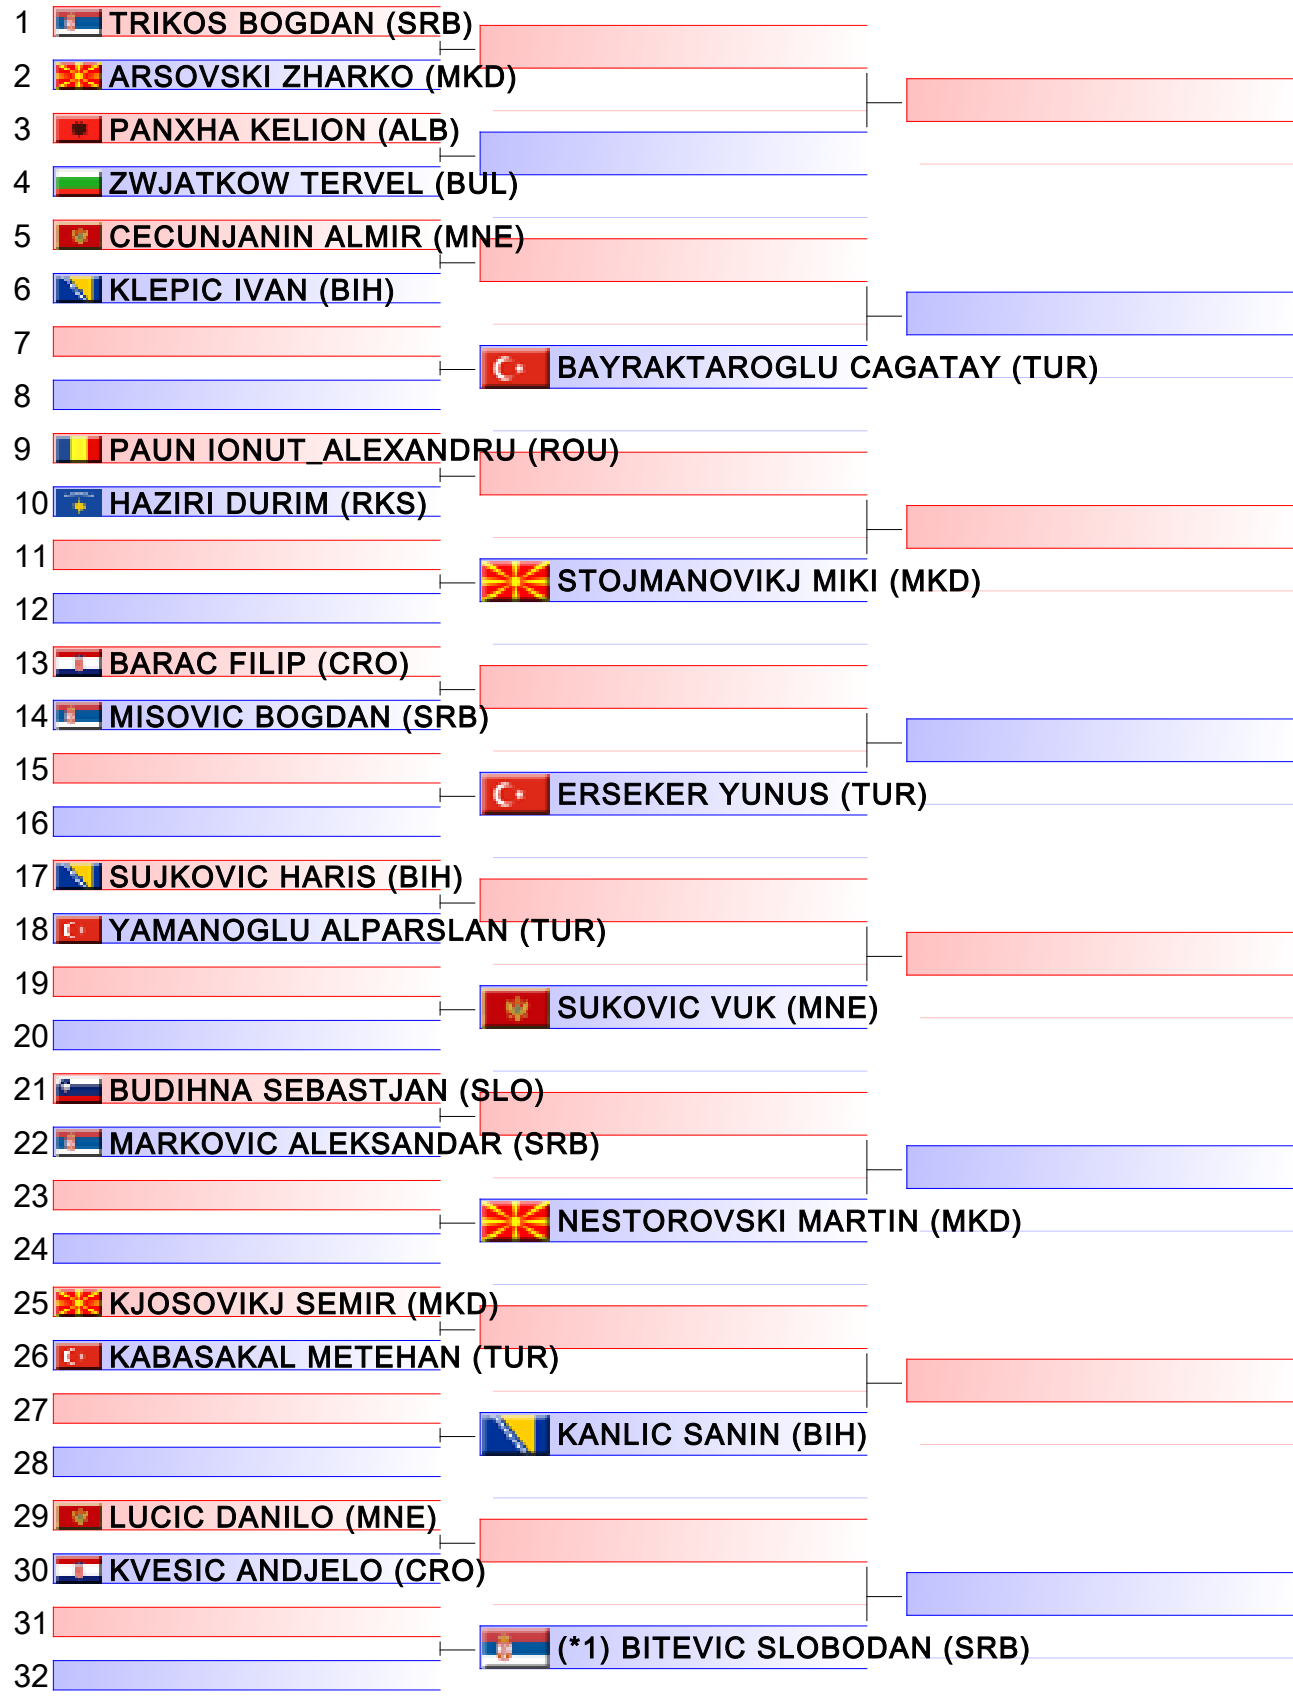 1 TRIKOS BOGDAN (SRB)
2 ARSOVSKI ZHARKO (MKD)
3 PANXHA KELION (ALB)
4 ZWJATKOW TERVEL (BUL)
5 CECUNJANIN ALMIR (MNE)
6 KLEPIC IVAN (BIH)
7
BAYRAKTAROGLU CAGATAY (TUR)
8
9 PAUN IONUT_ALEXANDRU (ROU)
10 HAZIRI DURIM (RKS)
11
STOJMANOVIKJ MIKI (MKD)
12
13 BARAC FILIP (CRO)
14 MISOVIC BOGDAN (SRB)
15
ERSEKER YUNUS (TUR)
16
17 SUJKOVIC HARIS (BIH)
18 YAMANOGLU ALPARSLAN (TUR)
19
SUKOVIC VUK (MNE)
20
21 BUDIHNA SEBASTJAN (SLO)
22 MARKOVIC ALEKSANDAR (SRB)
23
NESTOROVSKI MARTIN (MKD)
24
25 KJOSOVIKJ SEMIR (MKD)
26 KABASAKAL METEHAN (TUR)
27
KANLIC SANIN (BIH)
28
29 LUCIC DANILO (MNE)
30 KVESIC ANDJELO (CRO)
31
(*1) BITEVIC SLOBODAN (SRB)
32